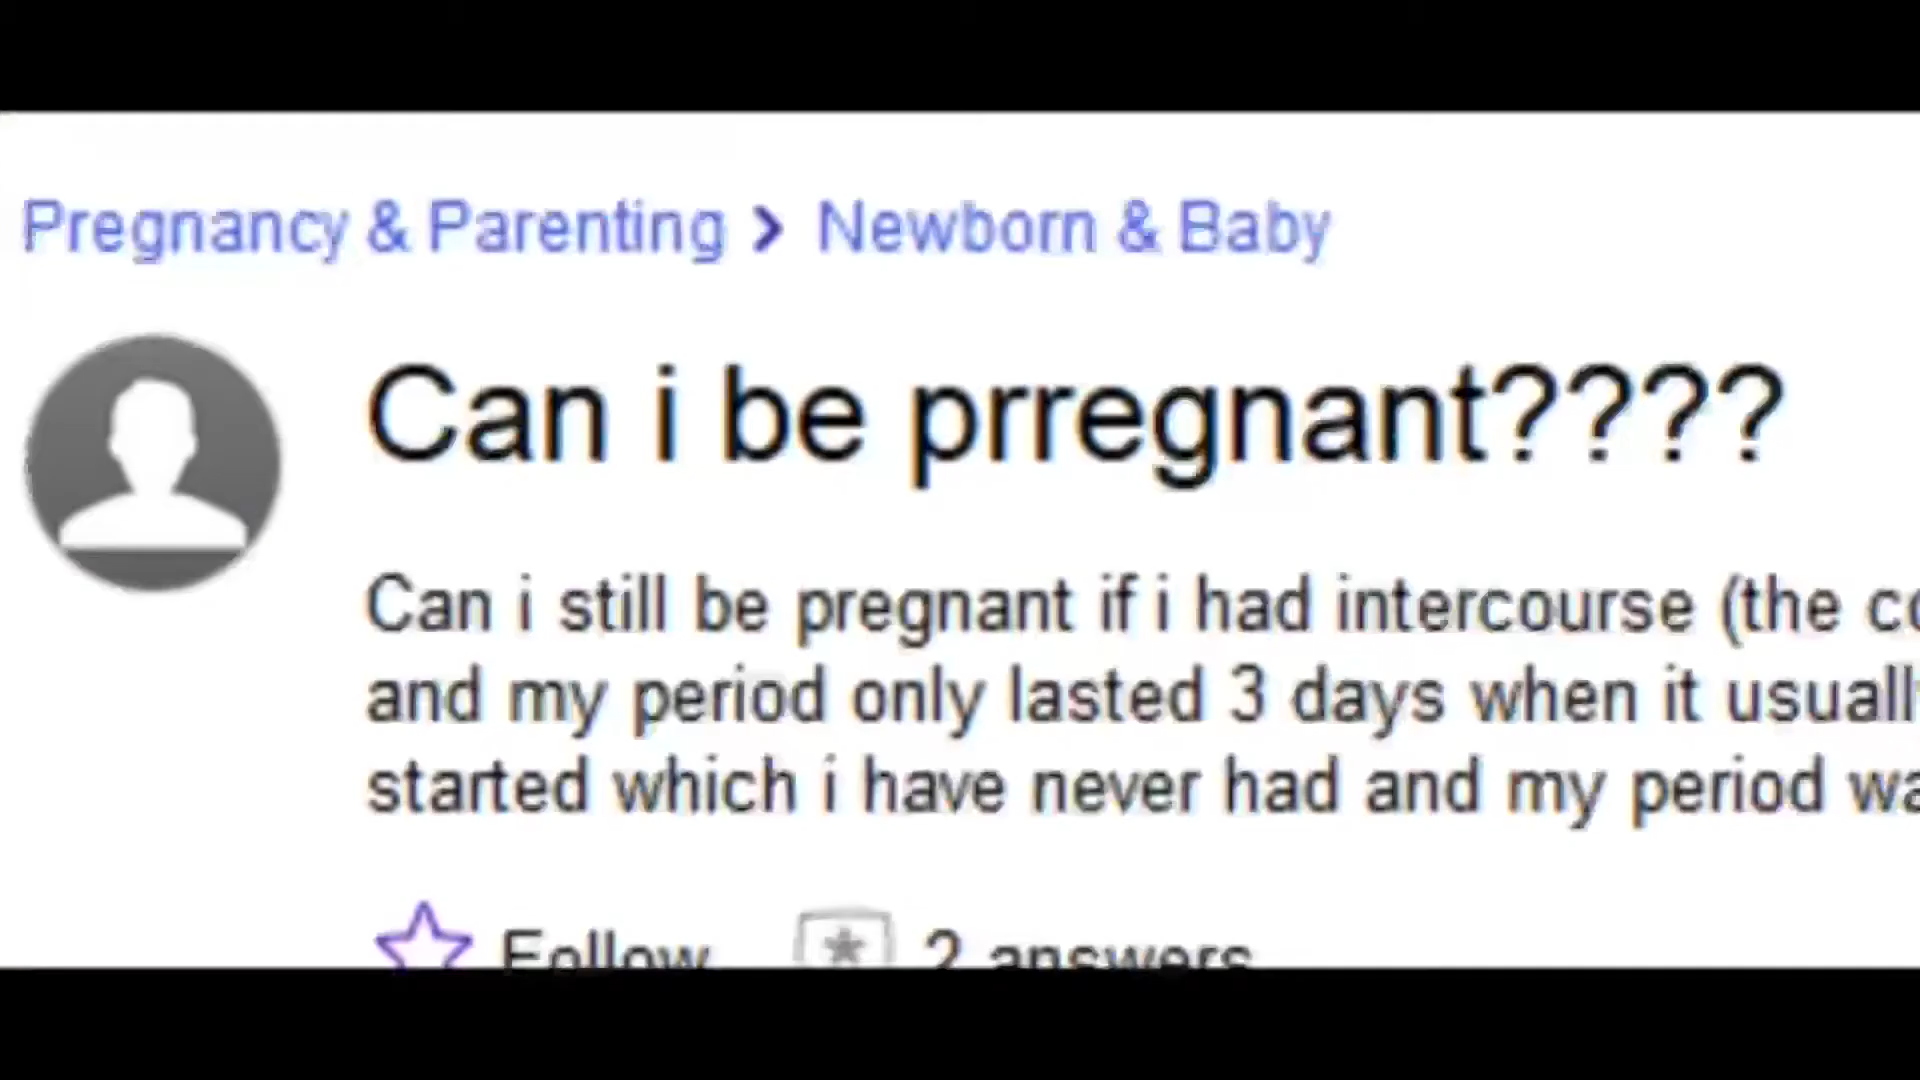 Pregnancy & Parenting > Newborn & Baby
Can i be prregnant????
Can i still be pregnant if i had intercourse (the
and my period only lasted 3 days when it
started which i have never had and my period
Follow 2 answers